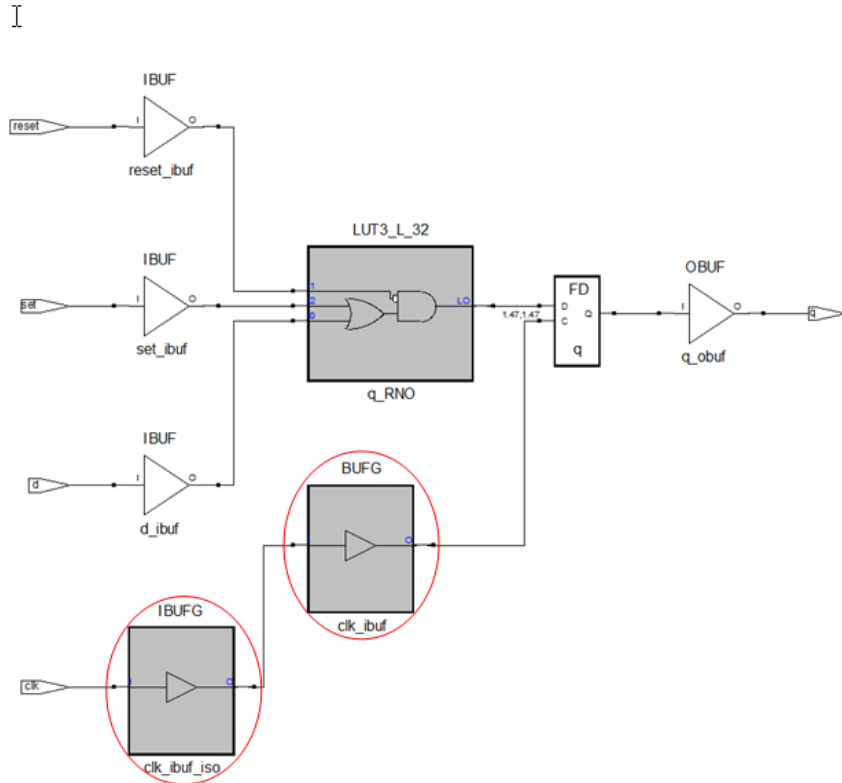 IBUF
I
O
reset
reset_ibuf
LUT3_L_32
IBUF
OBUF
I
O
1
2
0
LO
1.47,1.47
FD
D
C
Q
q
I
O
q
set
set_ibuf
q_RNO
q_obuf
IBUF
I
O
d
d_ibuf
BUFG
I
O
clk_ibuf
IBUFG
I
O
clk
clk_ibuf_iso